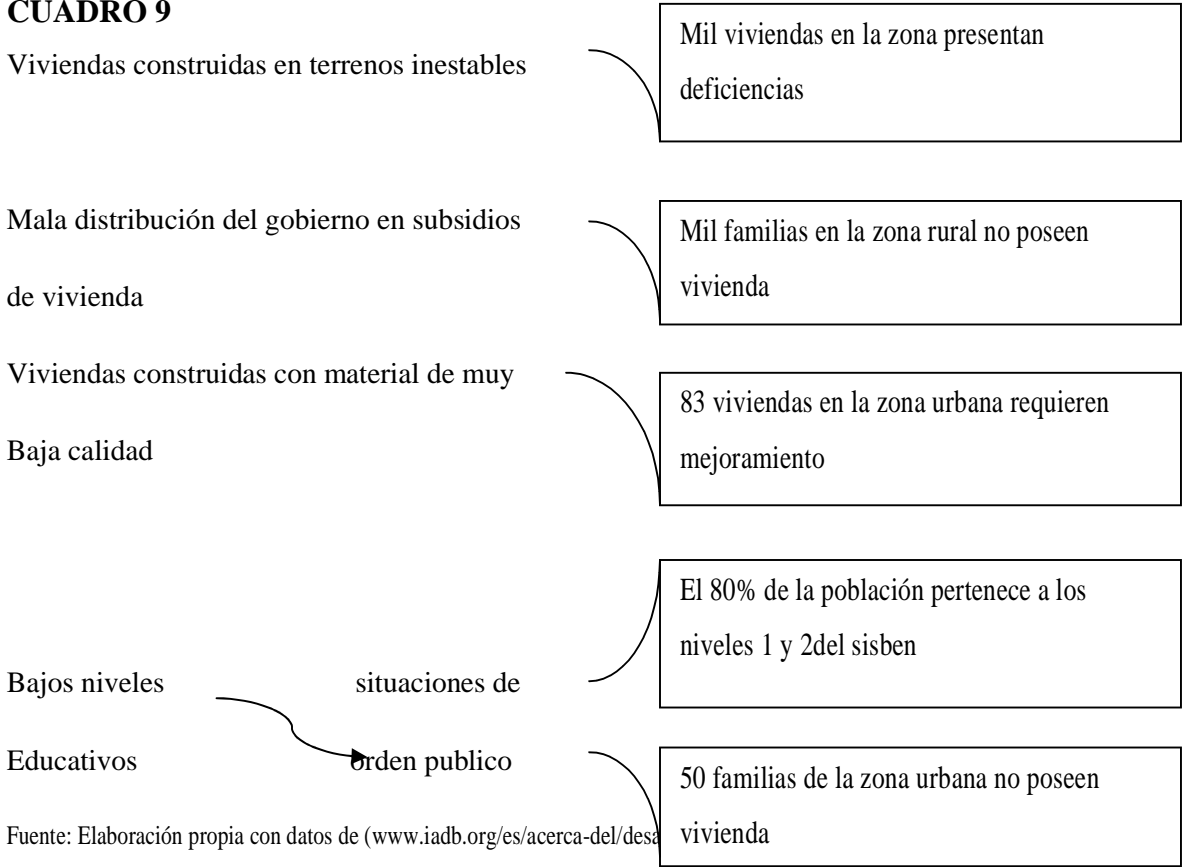 CUADRO 9
Viviendas construidas en terrenos inestables
Mil viviendas en la zona presentan
deficiencias
Mala distribución del gobierno en subsidios
de vivienda
Mil familias en la zona rural no poseen
vivienda
Viviendas construidas con material de muy
Baja calidad
83 viviendas en la zona urbana requieren
mejoramiento
El 80% de la población pertenece a los
niveles 1 y 2del sisben
Bajos niveles situaciones de
Educativos orden publico
50 familias de la zona urbana no poseen
vivienda
Fuente: Elaboración propia con datos de (www.iadb.org/es/acerca-del/desa